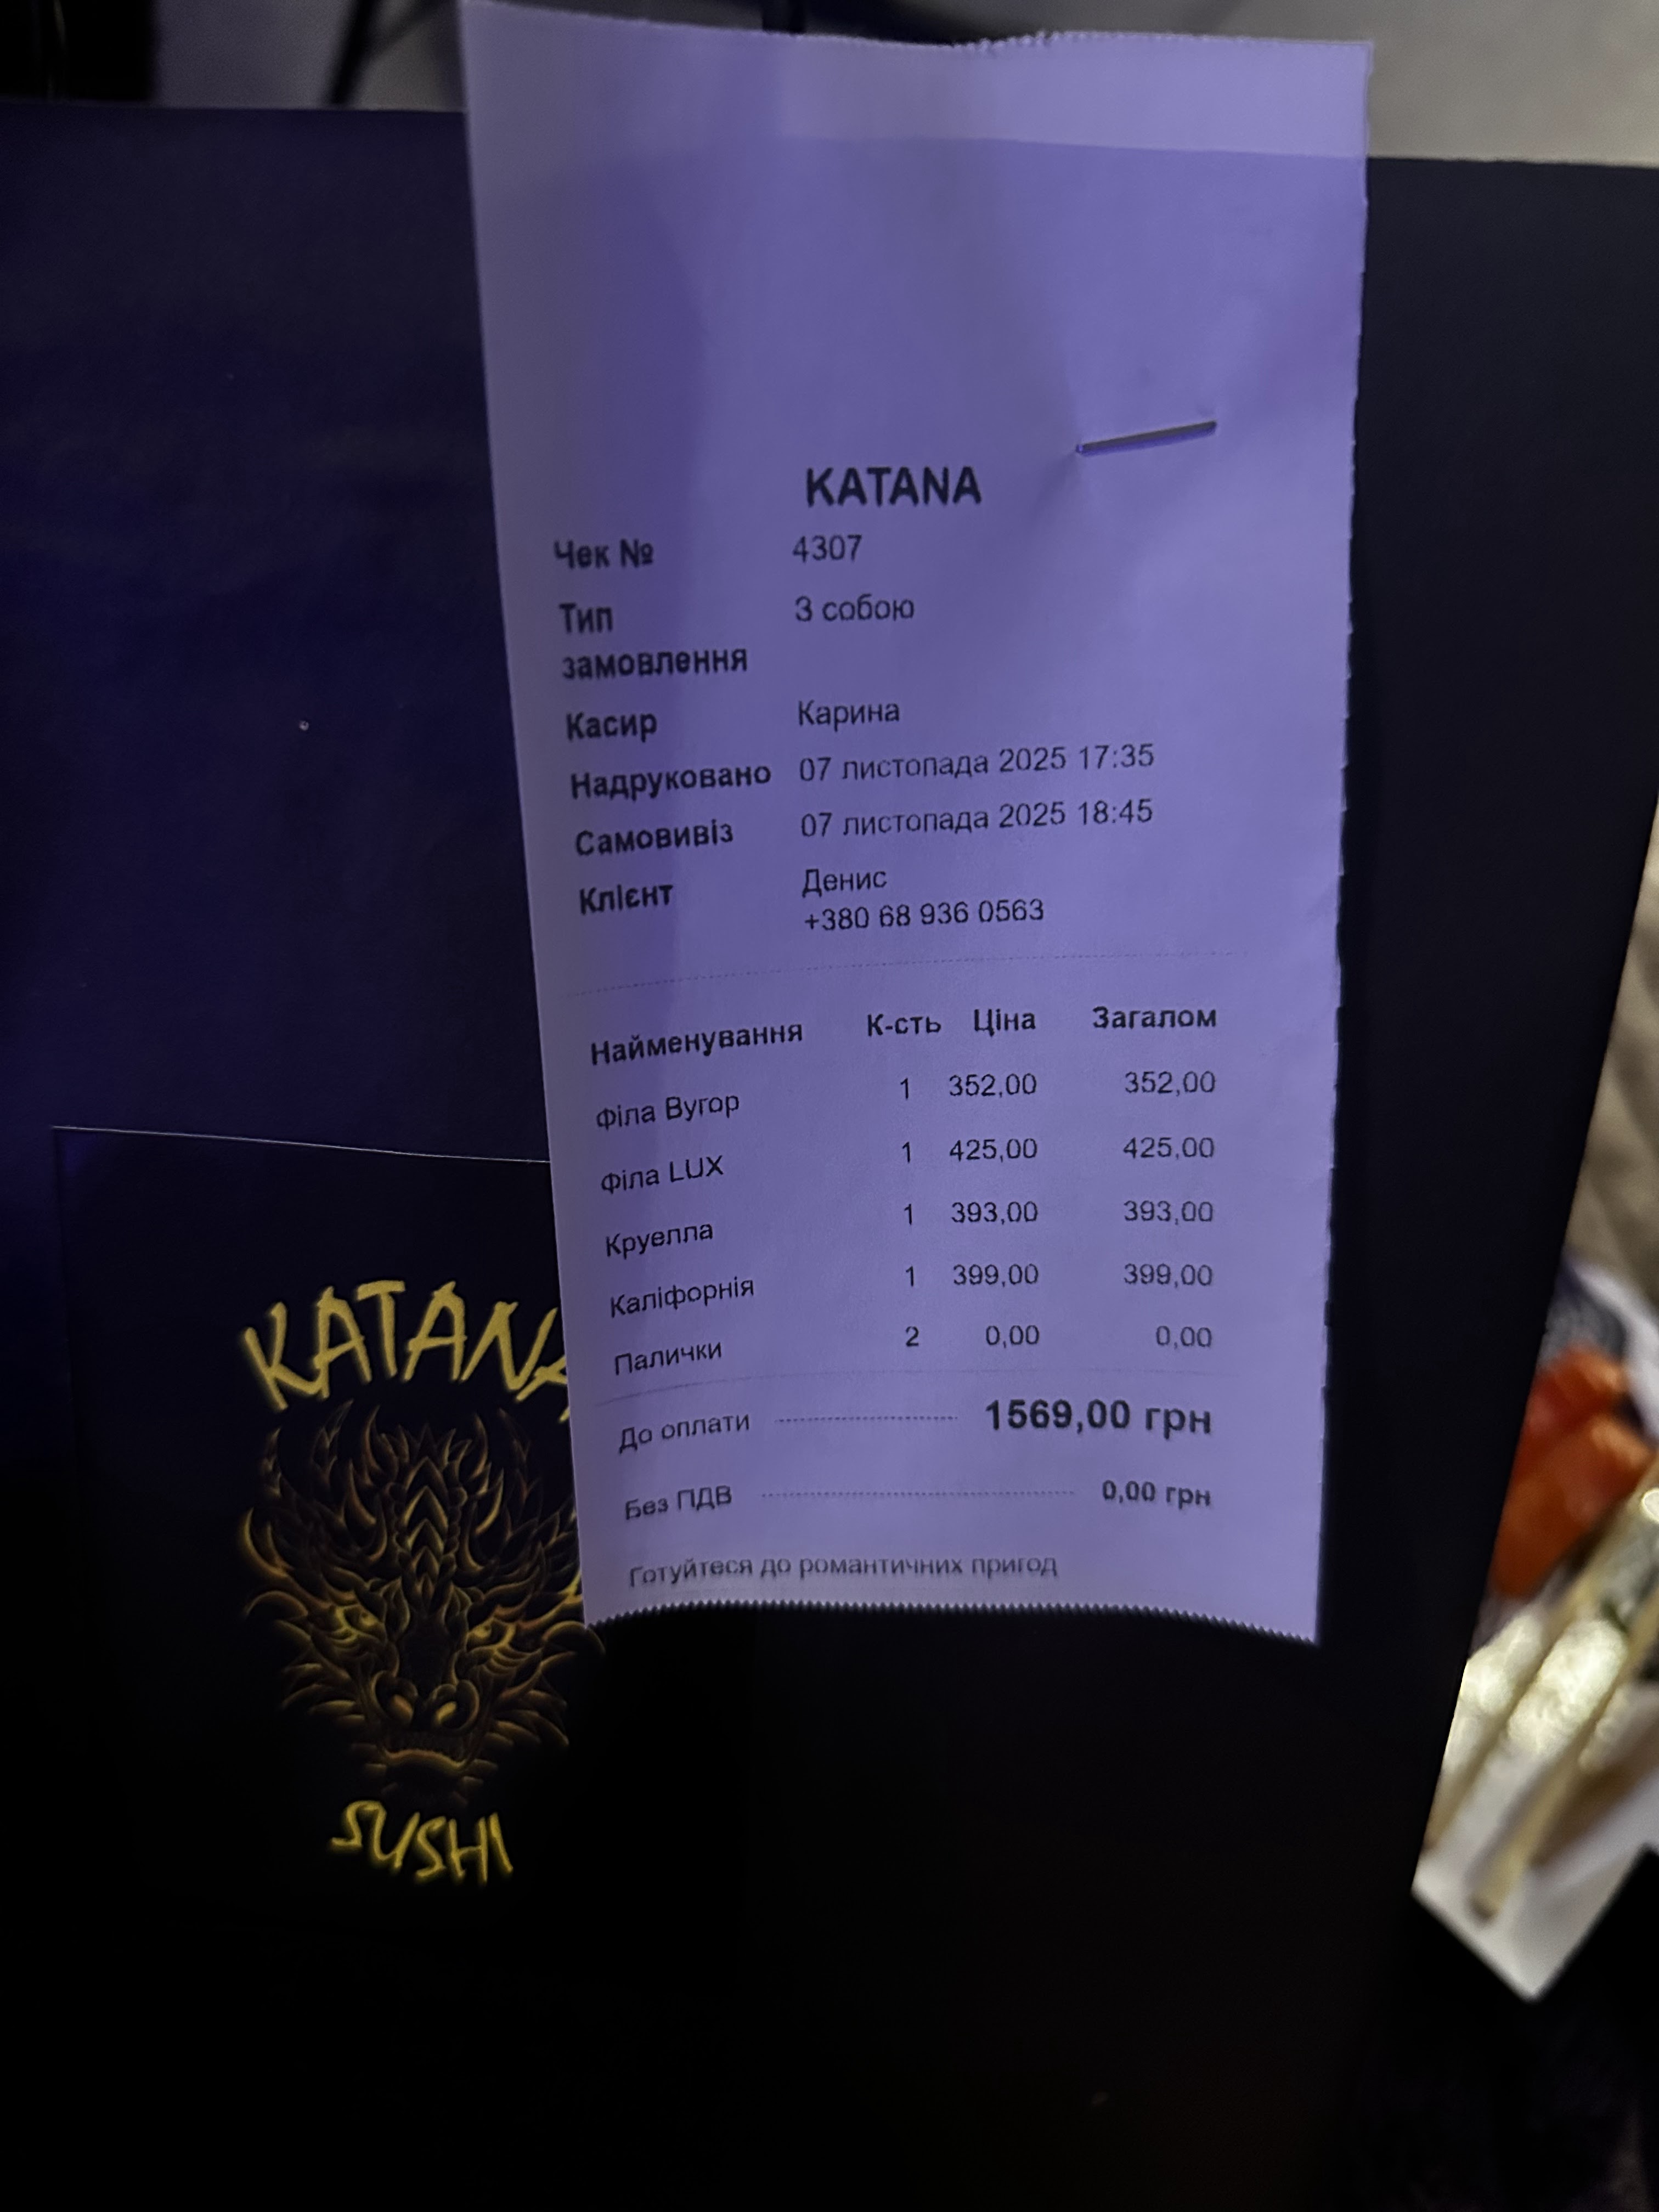 KATANA
Чек № 4307
Тип замовлення З собою
Касир Карина
Надруковано 07 листопада 2025 17:35
Самовивіз 07 листопада 2025 18:45
Клієнт Денис
+380 68 936 0563
Найменування К-сть Ціна Загалом
Філа Вугор 1 352,00 352,00
Філа LUX 1 425,00 425,00
Круелла 1 393,00 393,00
Каліфорнія 1 399,00 399,00
Палички 2 0,00 0,00
До оплати 1569,00 грн
Без ПДВ 0,00 грн
Готуйтеся до романтичних пригод
KATANA
SUSHI